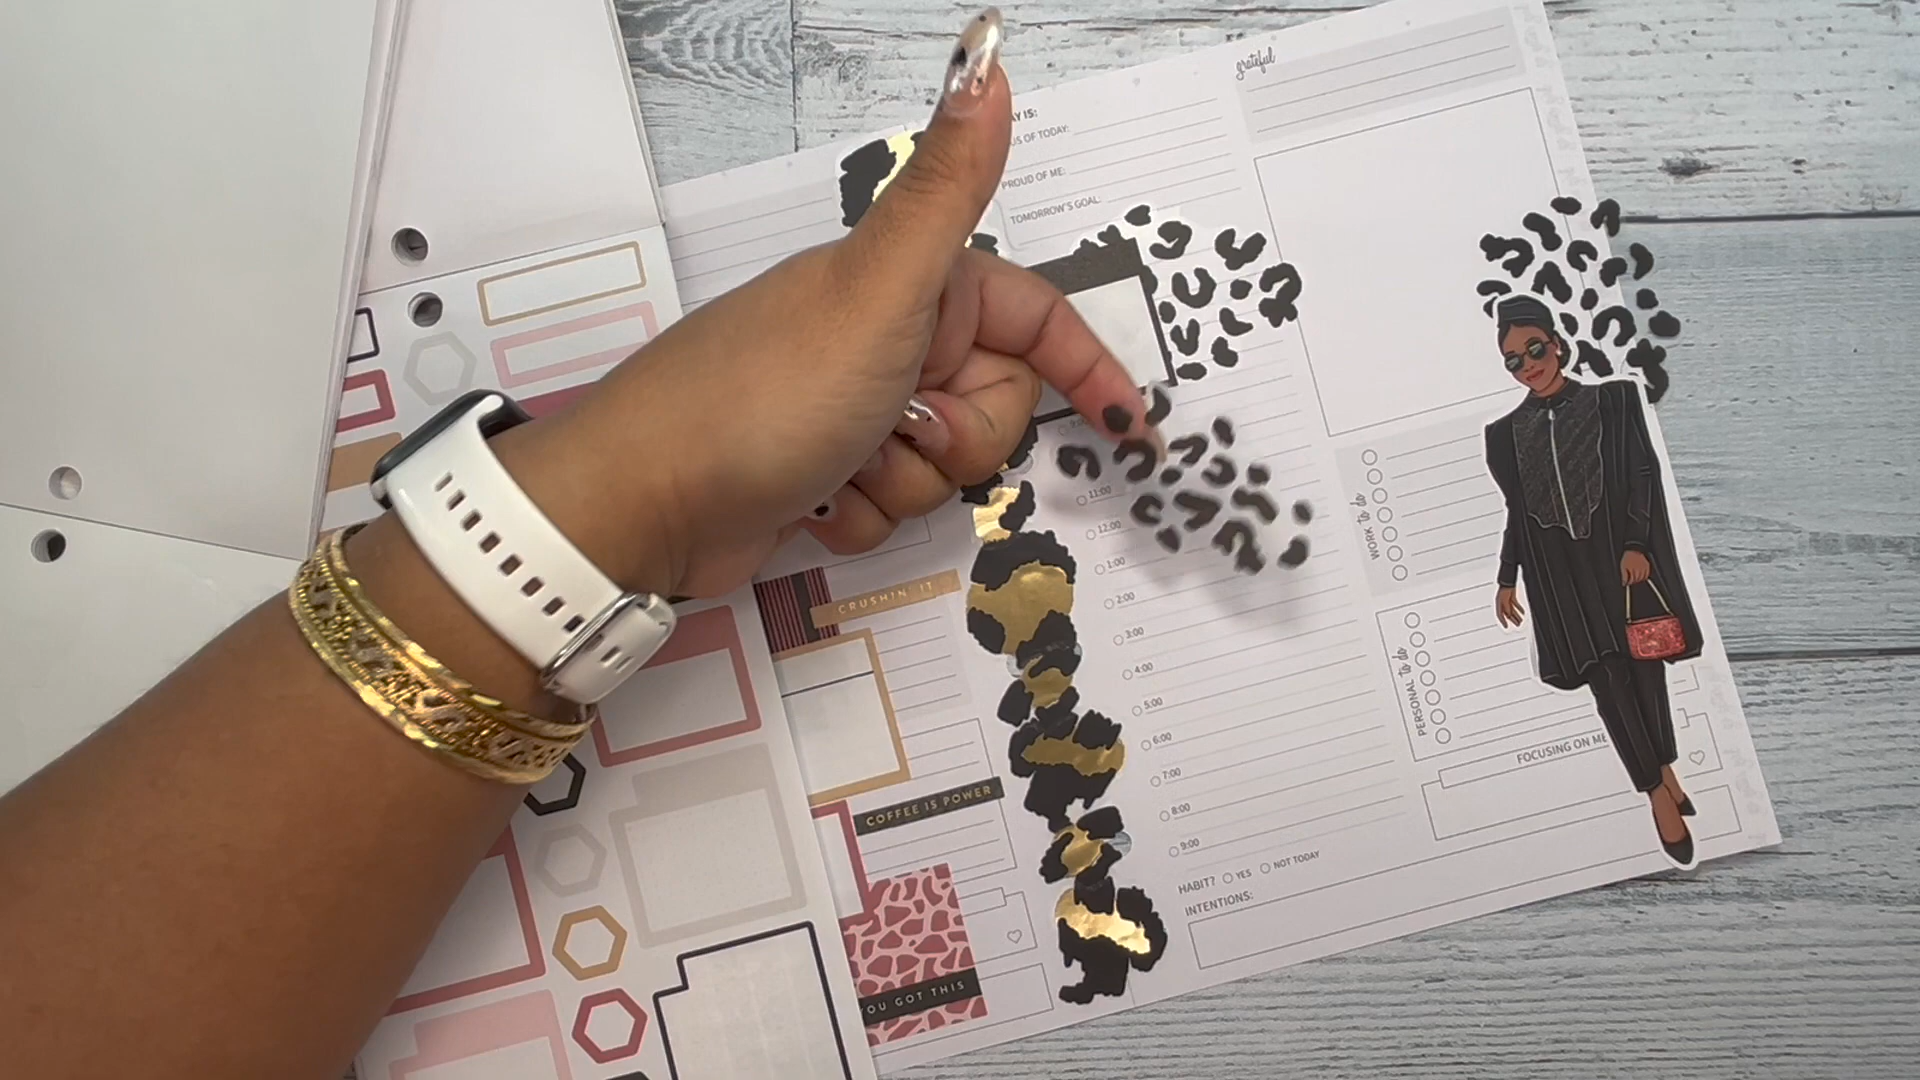 grateful
AY IS:
US OF TODAY:
PROUD OF ME:
TOMORROW'S GOAL:
11:00
12:00
1:00
2:00
3:00
4:00
5:00
6:00
7:00
8:00
9:00
HABIT? YES NOT TODAY
INTENTIONS:
WORK to do
PERSONAL to do
FOCUSING ON ME
CRUSHIN' IT
COFFEE IS POWER
YOU GOT THIS